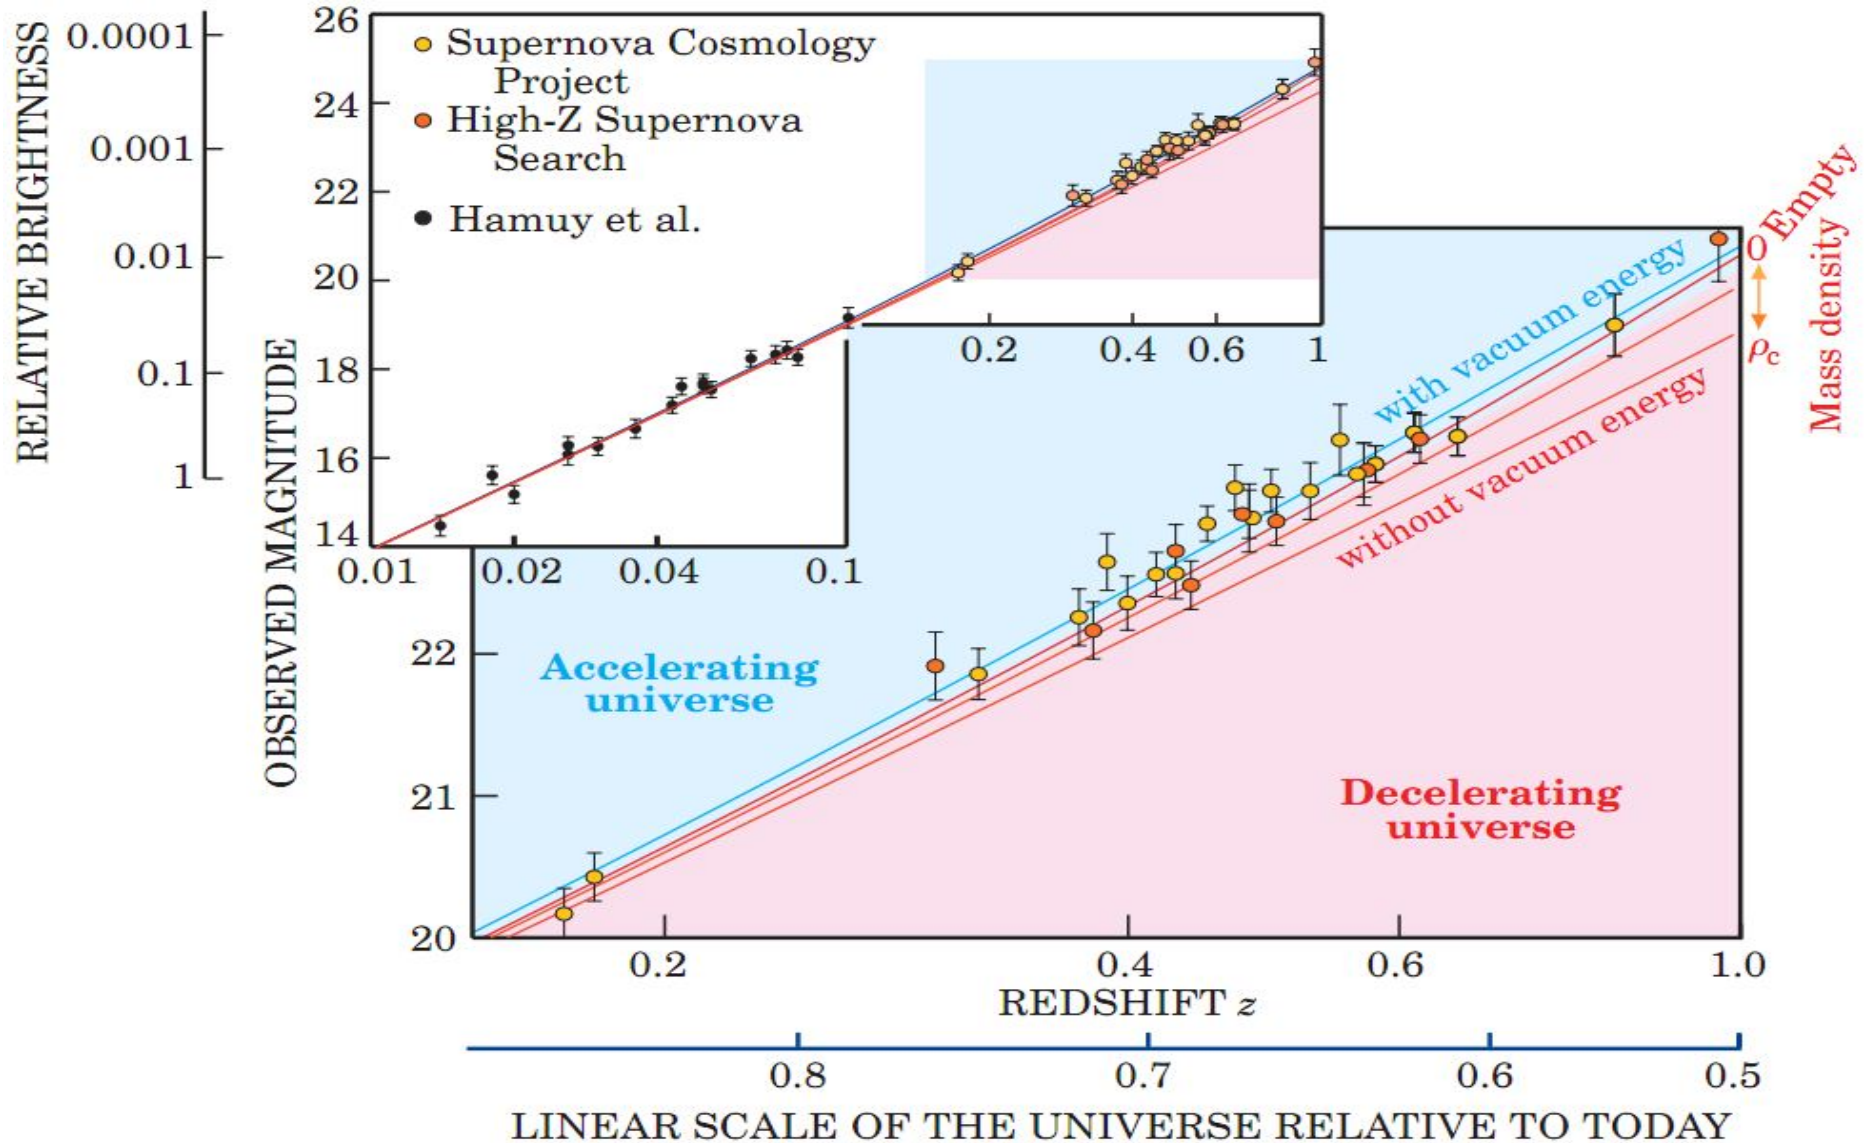 RELATIVE BRIGHTNESS
0.0001
0.001
0.01
0.1
1
OBSERVED MAGNITUDE
26
24
22
20
18
16
14
Supernova Cosmology
Project
High-Z Supernova
Search
Hamuy et al.
0.01
0.02
0.04
0.1
0.2
0.4
0.6
1
0 Empty
ρc
Mass density
with vacuum energy
without vacuum energy
22
21
20
Accelerating
universe
Decelerating
universe
0.2
0.4
0.6
1.0
REDSHIFT z
0.8
0.7
0.6
0.5
LINEAR SCALE OF THE UNIVERSE RELATIVE TO TODAY